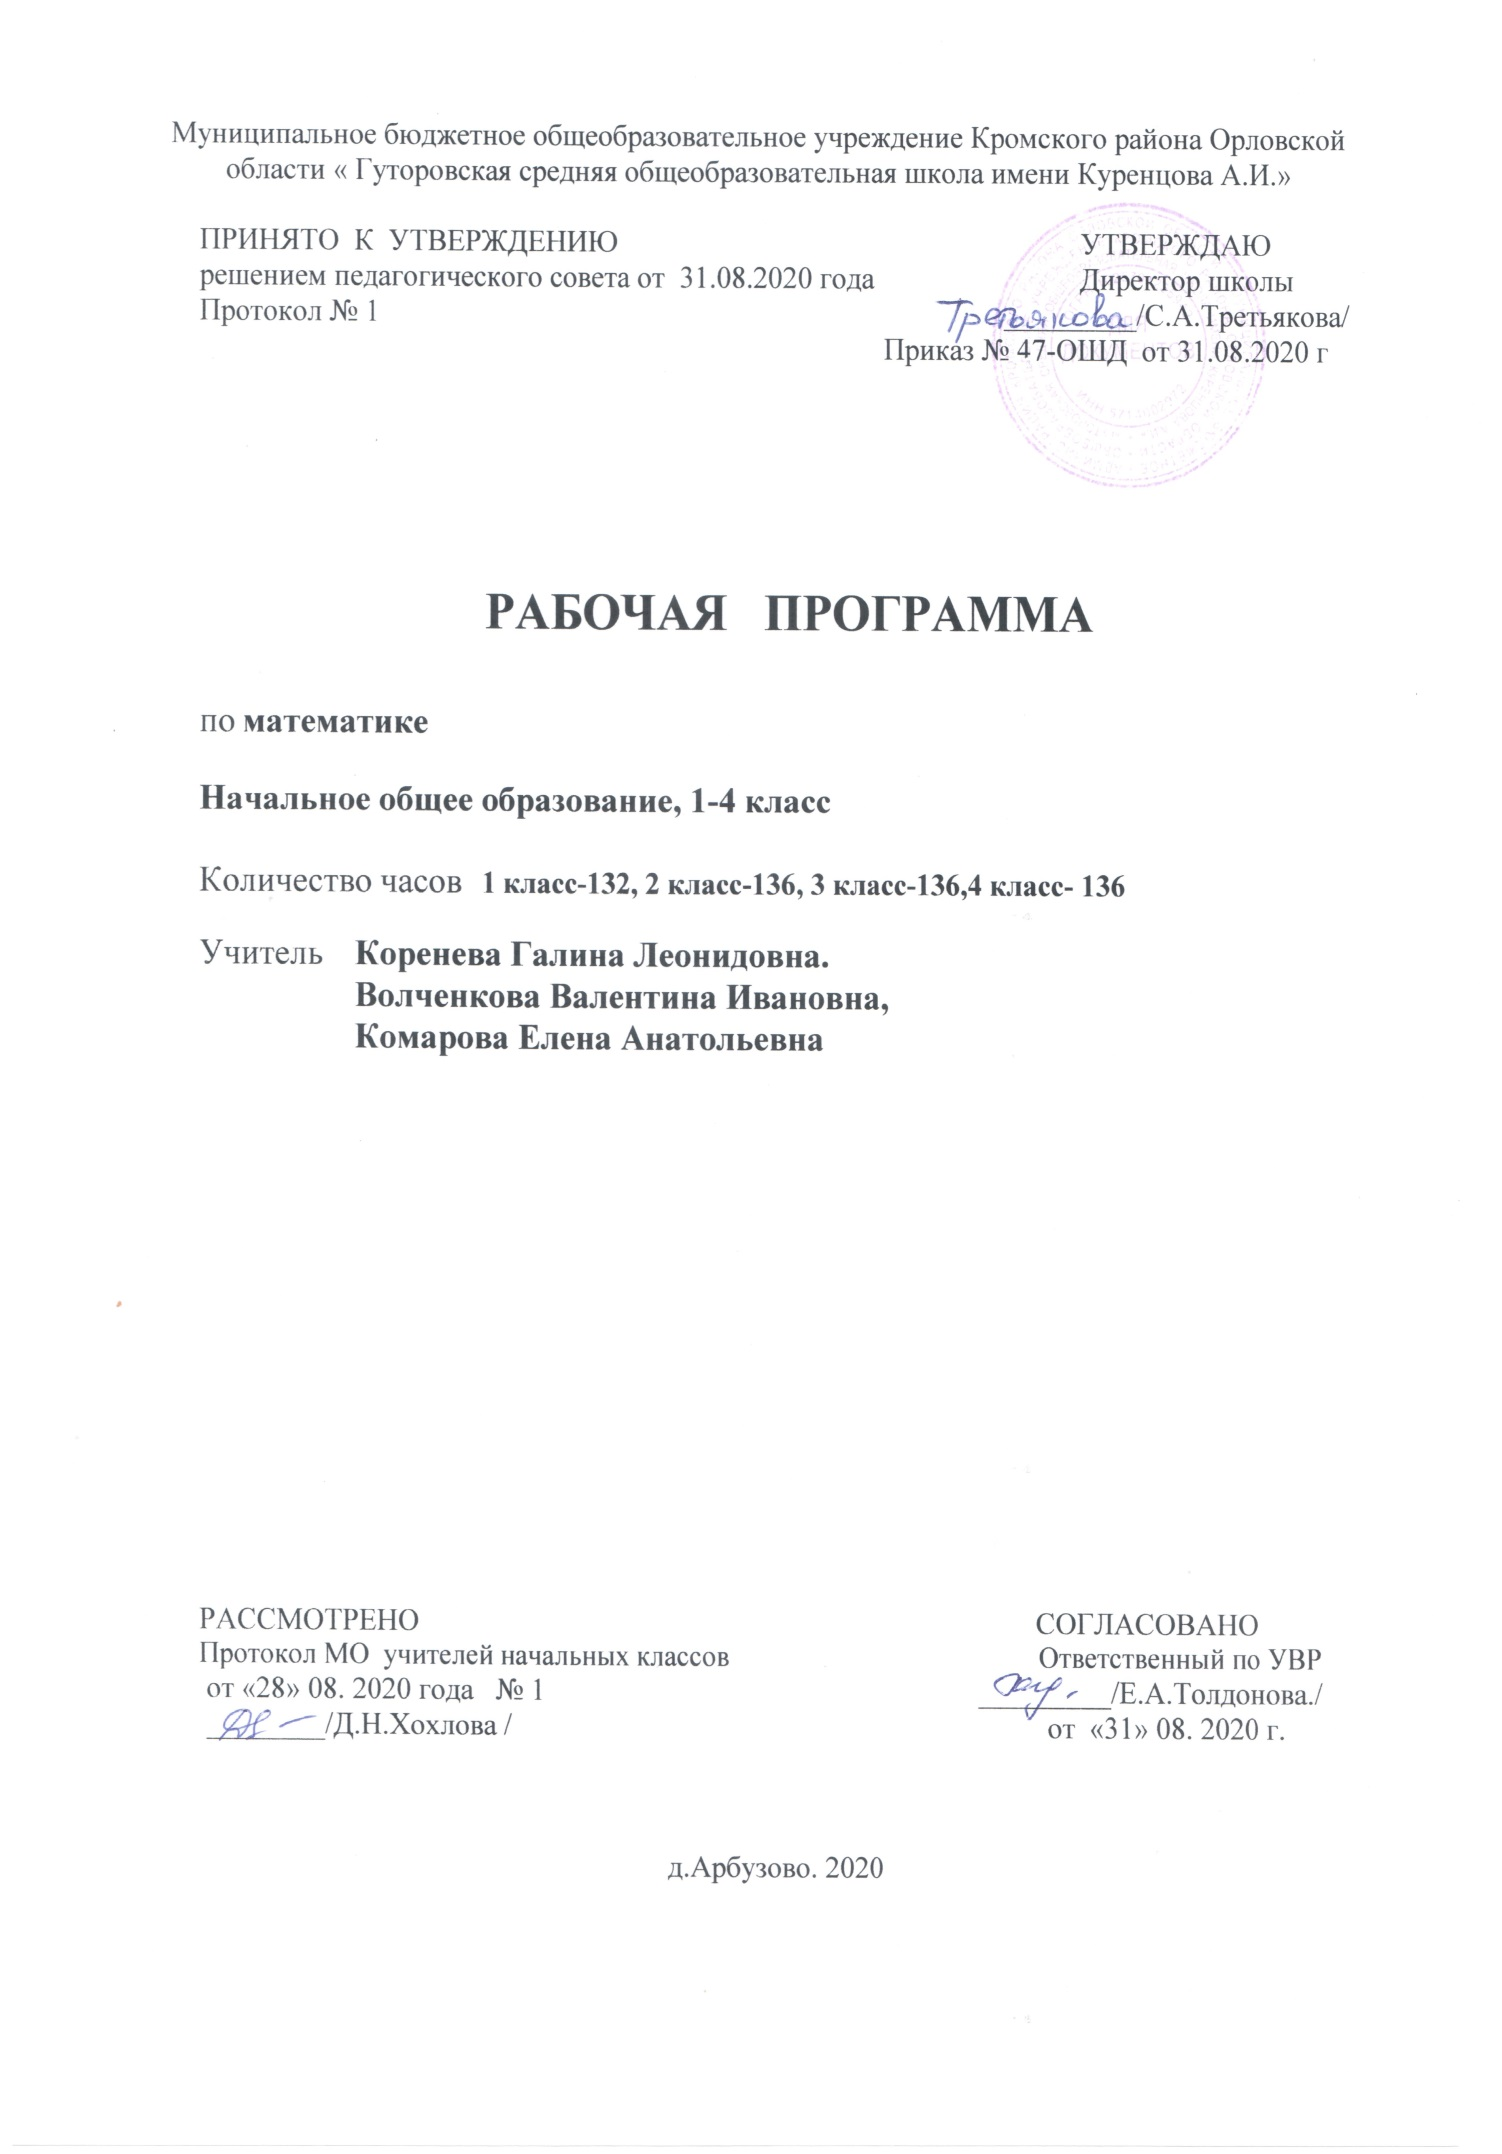 Муниципальное бюджетное общеобразовательное учреждение Кромского района Орловской
области « Гуторовская средняя общеобразовательная школа имени Куренцова А.И.»
ПРИНЯТО К УТВЕРЖДЕНИЮ
решением педагогического совета от 31.08.2020 года
Протокол № 1
УТВЕРЖДАЮ
Директор школы
Третьякова /С.А.Третьякова/
Приказ № 47-ОШД от 31.08.2020 г
РАБОЧАЯ ПРОГРАММА
по математике
Начальное общее образование, 1-4 класс
Количество часов 1 класс-132, 2 класс-136, 3 класс-136,4 класс- 136
Учитель Коренева Галина Леонидовна.
Волченкова Валентина Ивановна,
Комарова Елена Анатольевна
РАССМОТРЕНО
Протокол МО учителей начальных классов
от «28» 08. 2020 года № 1
/Д.Н.Хохлова /
СОГЛАСОВАНО
Ответственный по УВР
/Е.А.Толдонова./
от «31» 08. 2020 г.
д.Арбузово. 2020